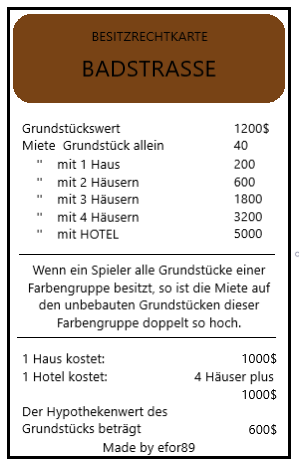 BESITZRECHTKARTE
BADSTRASSE
Grundstückswert 1200$
Miete Grundstück allein 40
" mit 1 Haus 200
" mit 2 Häusern 600
" mit 3 Häusern 1800
" mit 4 Häusern 3200
" mit HOTEL 5000
Wenn ein Spieler alle Grundstücke einer
Farbengruppe besitzt, so ist die Miete auf
den unbebauten Grundstücken dieser
Farbengruppe doppelt so hoch.
1 Haus kostet: 1000$
1 Hotel kostet: 4 Häuser plus
1000$
Der Hypothekenwert des
Grundstücks beträgt 600$
Made by efor89